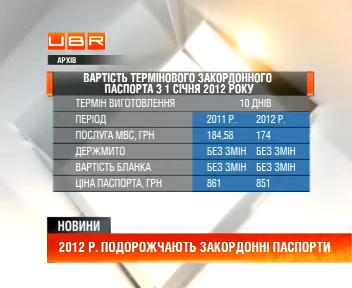 UBR
АРХІВ
ВАРТІСТЬ ТЕРМІНОВОГО ЗАКОРДОННОГО
ПАСПОРТА З 1 СІЧНЯ 2012 РОКУ
ТЕРМІН ВИГОТОВЛЕННЯ 10 ДНІВ
ПЕРІОД 2011 Р. 2012 Р.
ПОСЛУГА МВС, ГРН 184,58 174
ДЕРЖМИТО БЕЗ ЗМІН БЕЗ ЗМІН
ВАРТІСТЬ БЛАНКА БЕЗ ЗМІН БЕЗ ЗМІН
ЦІНА ПАСПОРТА, ГРН 861 851
НОВИНИ
2012 Р. ПОДОРОЖЧАЮТЬ ЗАКОРДОННІ ПАСПОРТИ